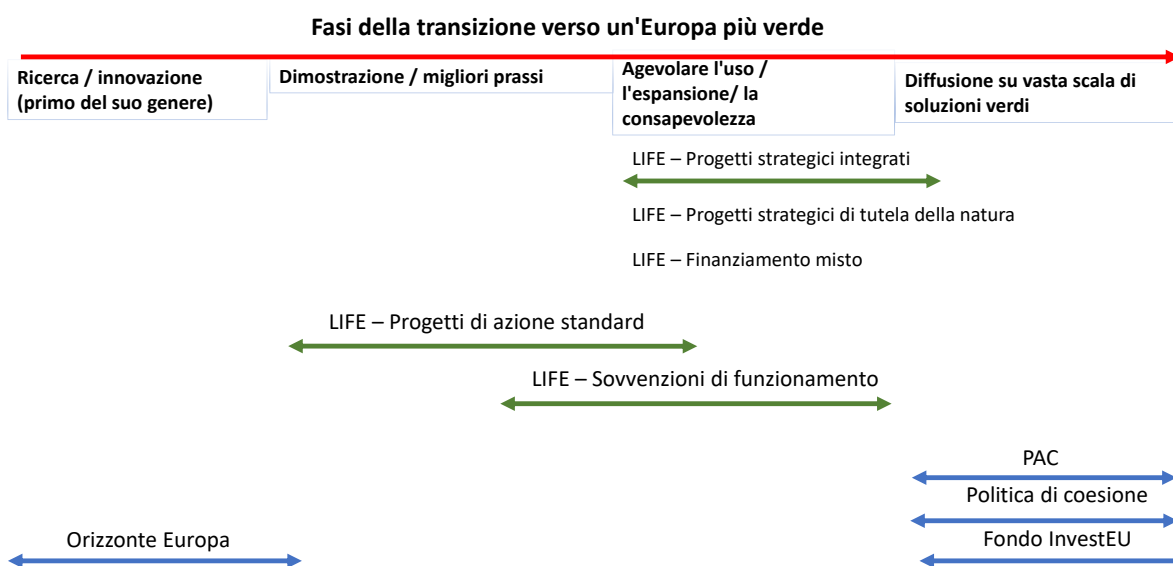 Fasi della transizione verso un'Europa più verde
Ricerca / innovazione
(primo del suo genere)
Dimostrazione / migliori prassi
Agevolare l'uso /
l'espansione/ la
consapevolezza
Diffusione su vasta scala di
soluzioni verdi
LIFE – Progetti strategici integrati
LIFE – Progetti strategici di tutela della natura
LIFE – Finanziamento misto
LIFE – Progetti di azione standard
LIFE – Sovvenzioni di funzionamento
PAC
Politica di coesione
Orizzonte Europa
Fondo InvestEU